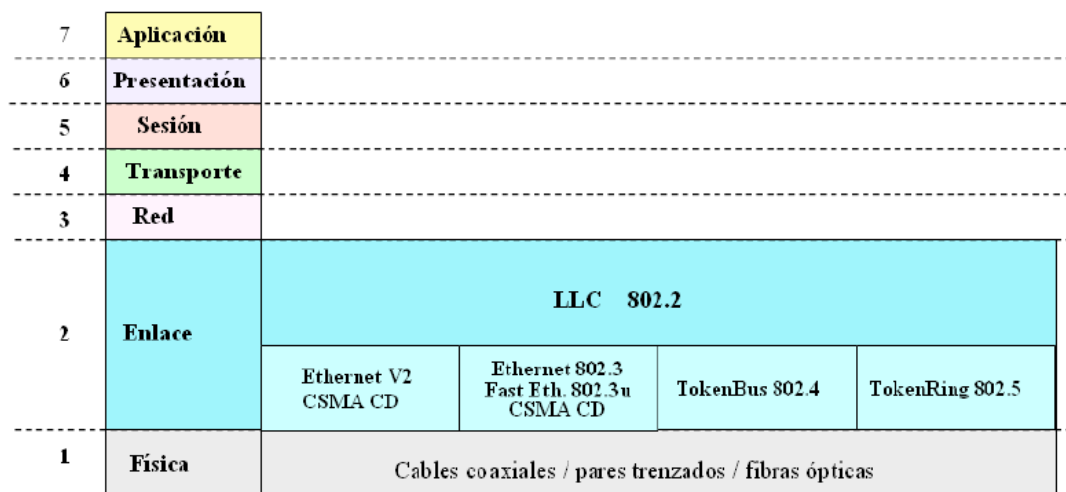 7 Aplicación
6 Presentación
5 Sesión
4 Transporte
3 Red
2 Enlace
LLC 802.2
Ethernet V2
CSMA CD
Ethernet 802.3
Fast Eth. 802.3u
CSMA CD
TokenBus 802.4
TokenRing 802.5
1 Física
Cables coaxiales / pares trenzados / fibras ópticas